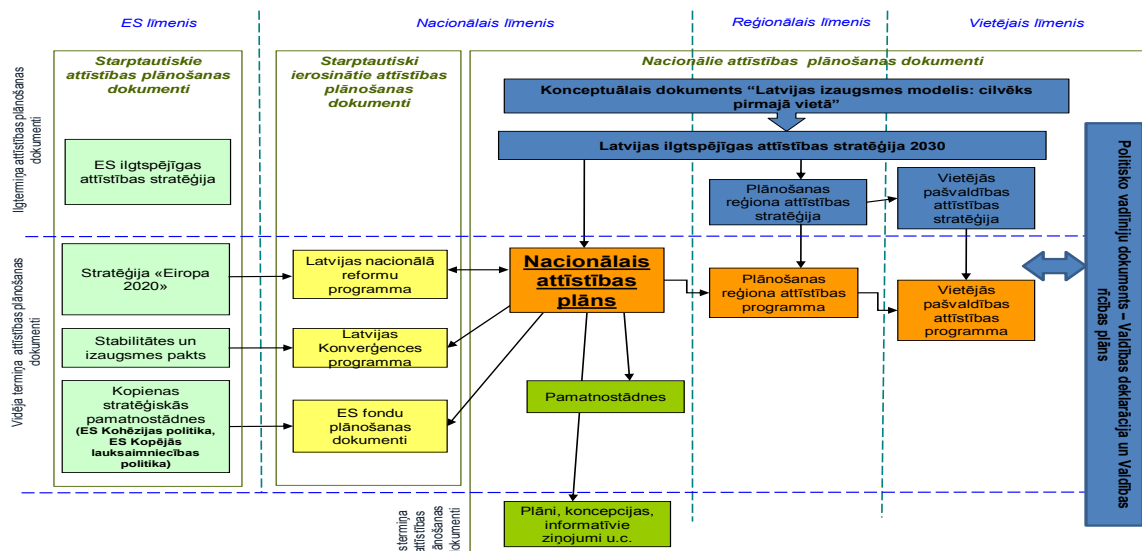 ES līmenis
Nacionālais līmenis
Reģionālais līmenis
Vietējais līmenis
Starptautiskie
attīstības plānošanas
dokumenti
Starptautiski
ierosinātie attīstības
plānošanas
dokumenti
Nacionālie attīstības plānošanas dokumenti
Ilgtermiņa attīstības plānošanas
dokumenti
Konceptuālais dokuments “Latvijas izaugsmes modelis: cilvēks
pirmajā vietā”
Latvijas ilgtspējīgas attīstības stratēģija 2030
ES ilgtspējīgas
attīstības stratēģija
Plānošanas
reģiona attīstības
stratēģija
Vietējās
pašvaldības
attīstības
stratēģija
Politisko vadlīniju dokuments – Valdības deklarācija un Valdības
rīcības plāns
Vidēja termiņa attīstības plānošanas
dokumenti
Stratēģija «Eiropa
2020»
Latvijas nacionālā
reformu
programma
Nacionālais
attīstības
plāns
Plānošanas
reģiona attīstības
programma
Vietējās
pašvaldības
attīstības
programma
Stabilitātes un
izaugsmes pakts
Latvijas
Konverģences
programma
Kopienas
stratēģiskās
pamatnostādnes
(ES Kohēzijas politika,
ES Kopējās
lauksaimniecības
politika)
ES fondu
plānošanas
dokumenti
Pamatnostādnes
attīstības
dokumenti
Plāni, koncepcijas,
informatīvie
ziņojumi u.c.